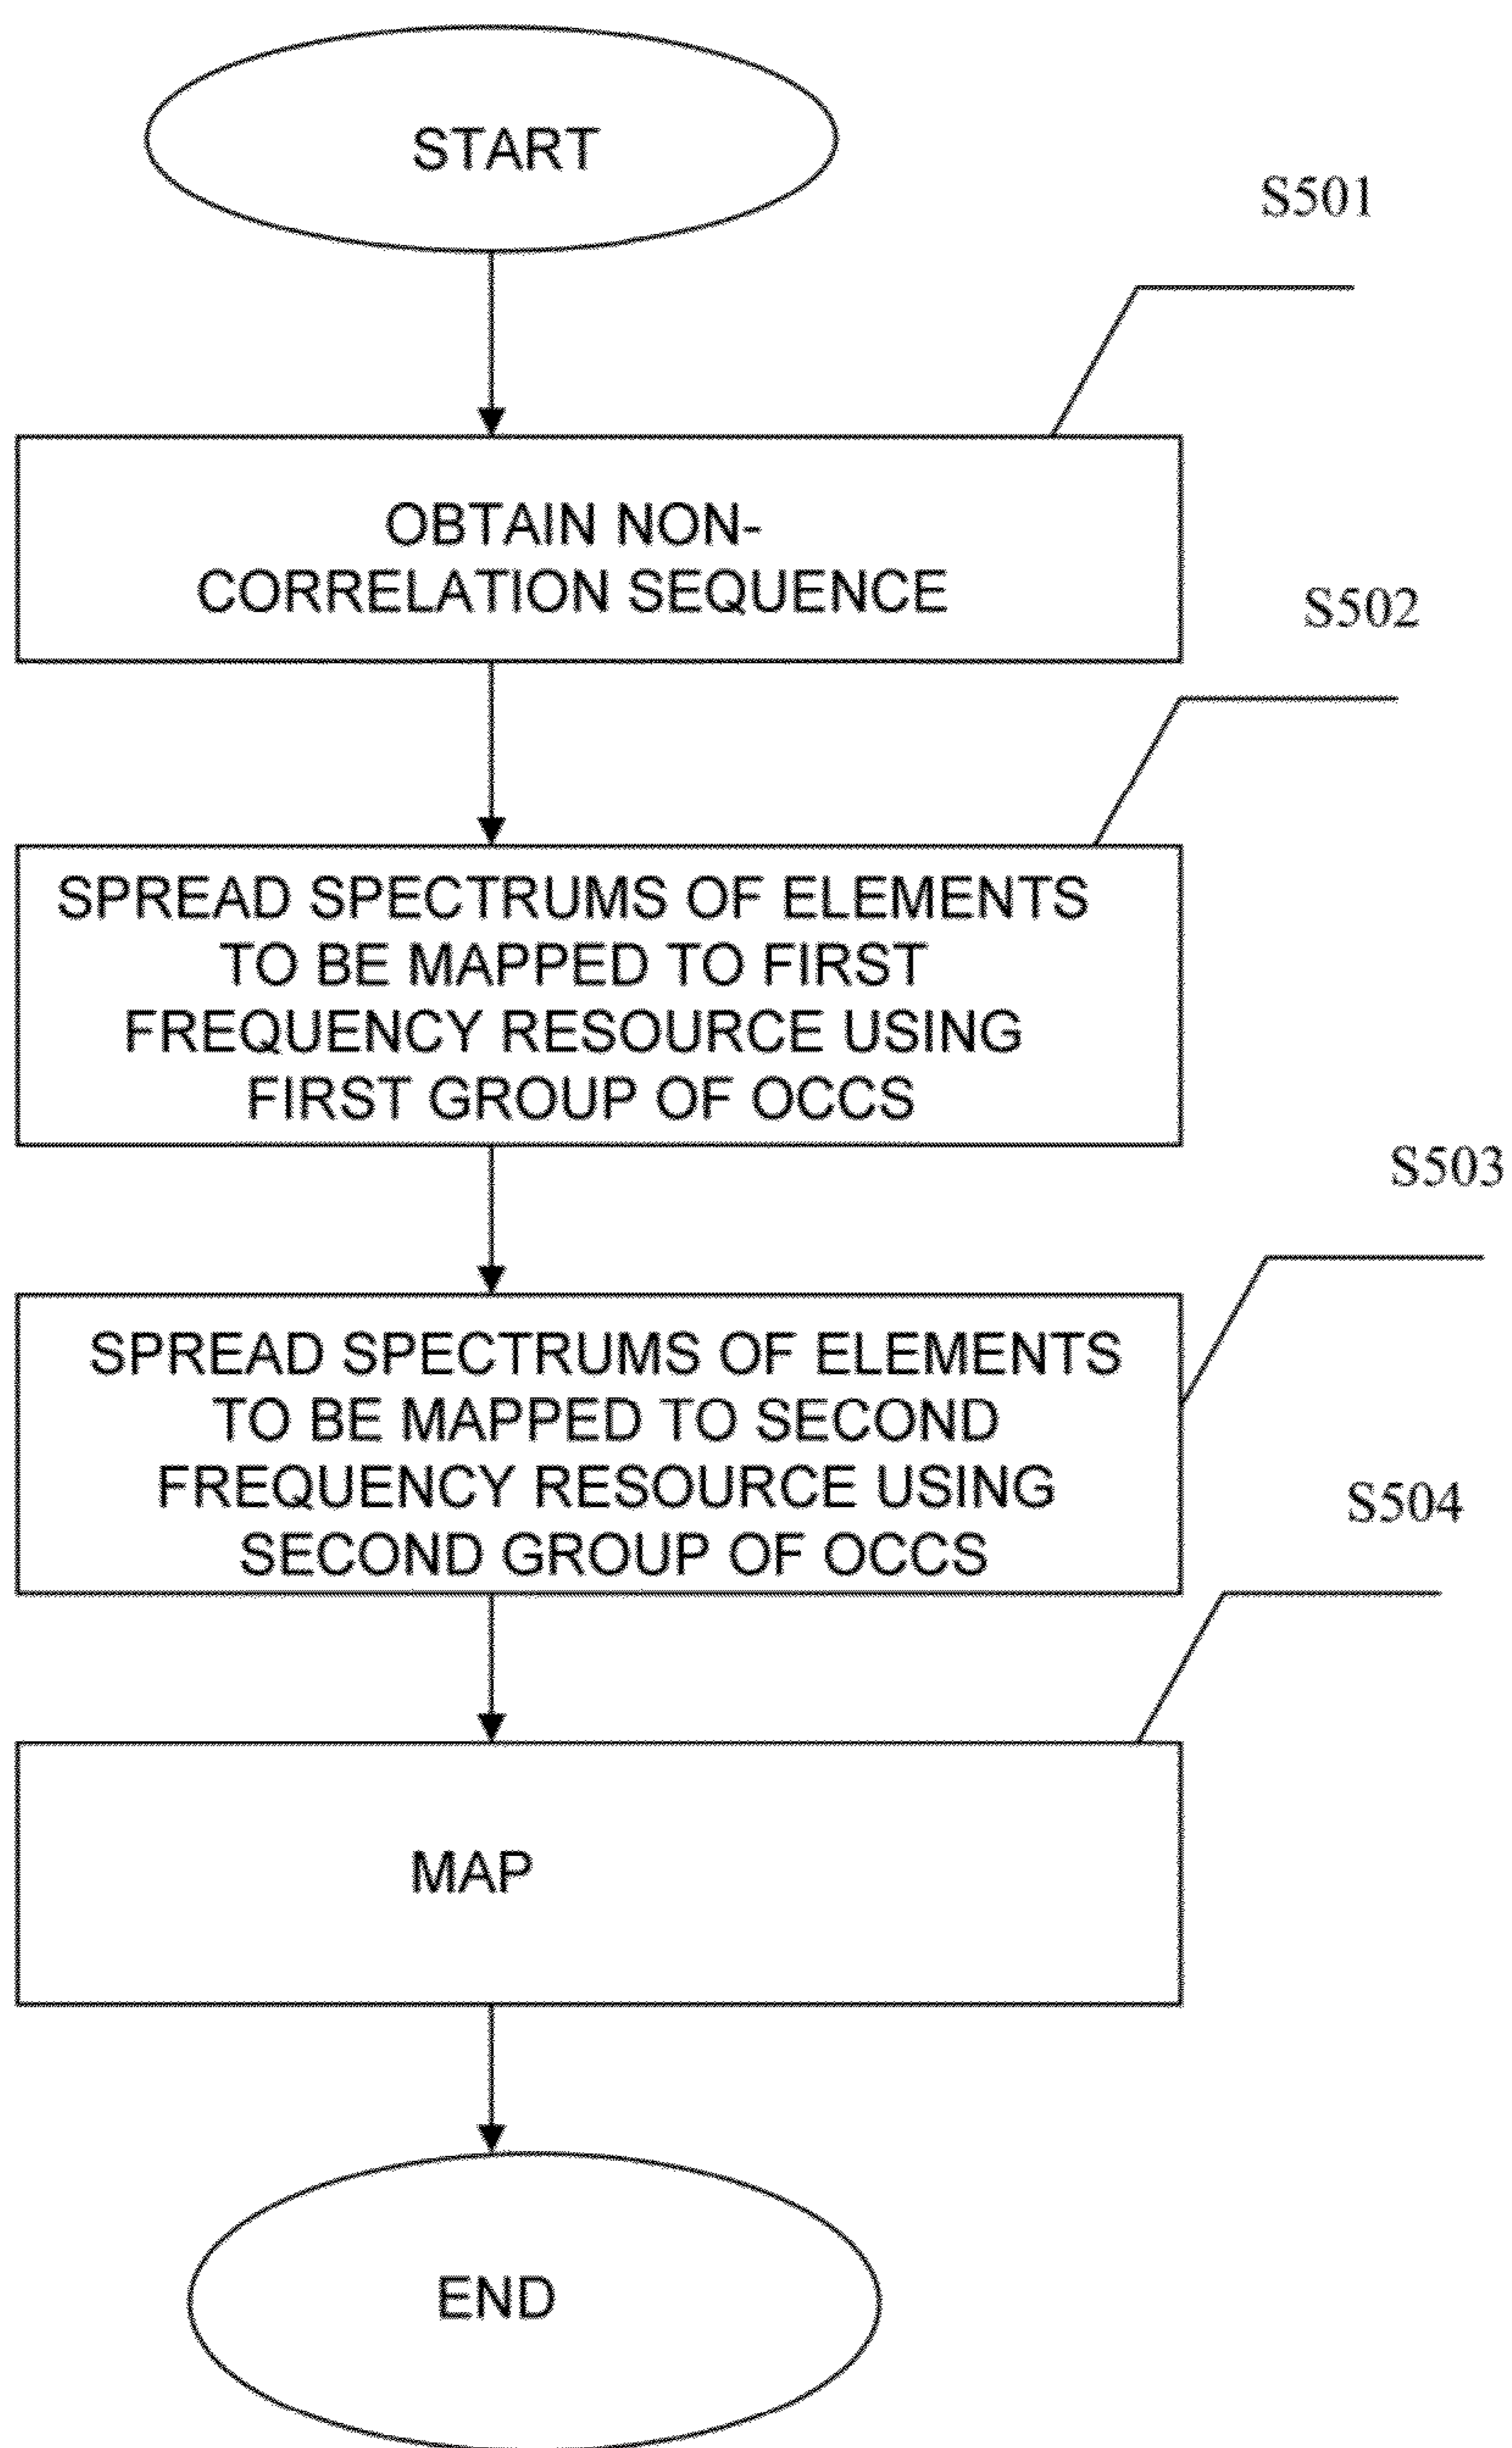 START
S501
OBTAIN NON-
CORRELATION SEQUENCE
S502
SPREAD SPECTRUMS OF ELEMENTS
TO BE MAPPED TO FIRST
FREQUENCY RESOURCE USING
FIRST GROUP OF OCCS
S503
SPREAD SPECTRUMS OF ELEMENTS
TO BE MAPPED TO SECOND
FREQUENCY RESOURCE USING
SECOND GROUP OF OCCS
S504
MAP
END